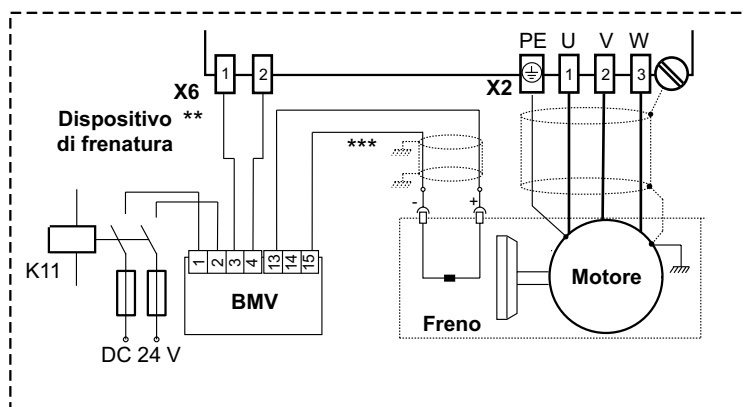 PE U V W
1 2
1 2 3
X6
X2
Dispositivo **
di frenatura
***
- +
K11
1 2 3 4 13 14 15
BMV
Motore
Freno
DC 24 V